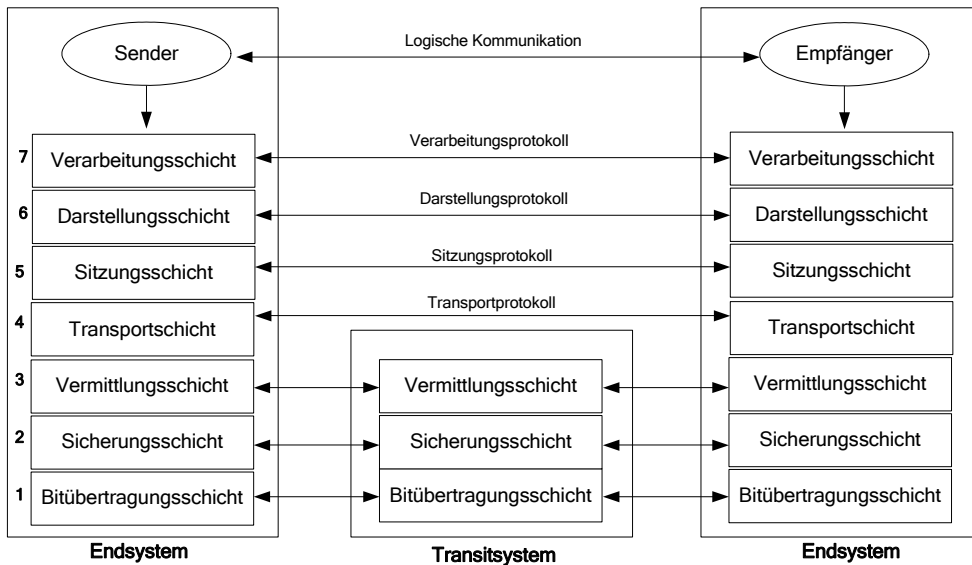 Sender
Logische Kommunikation
Empfänger
7
Verarbeitungsschicht
Verarbeitungsprotokoll
Verarbeitungsschicht
6
Darstellungsschicht
Darstellungsprotokoll
Darstellungsschicht
5
Sitzungsschicht
Sitzungsprotokoll
Sitzungsschicht
4
Transportschicht
Transportprotokoll
Transportschicht
3
Vermittlungsschicht
Vermittlungsschicht
Vermittlungsschicht
2
Sicherungsschicht
Sicherungsschicht
Sicherungsschicht
1
Bitübertragungsschicht
Bitübertragungsschicht
Bitübertragungsschicht
Endsystem
Transitsystem
Endsystem